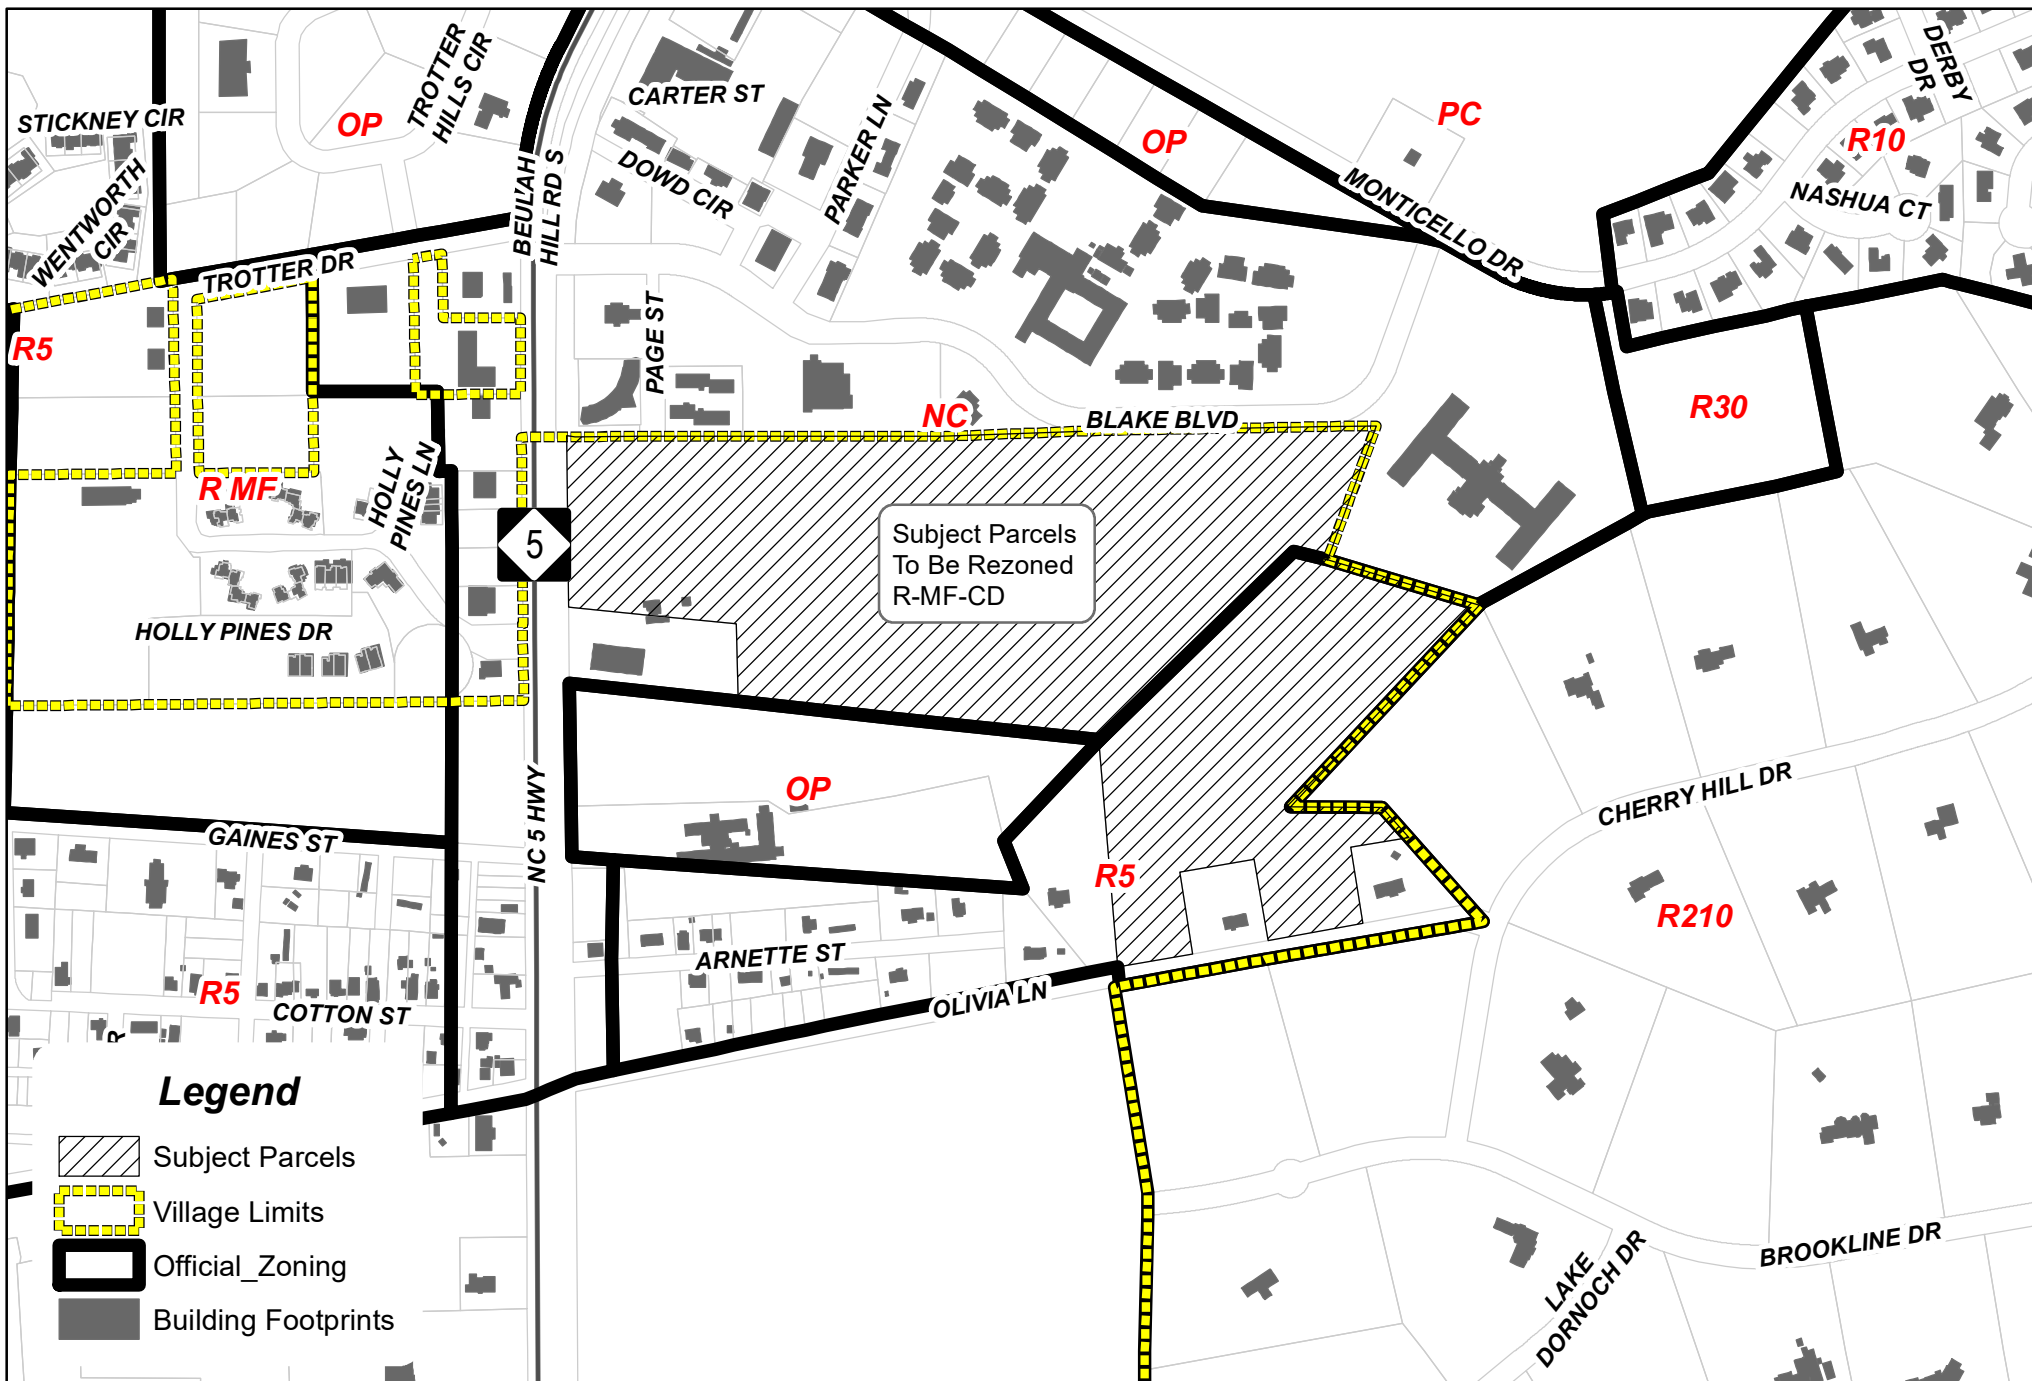 TROTTER
HILLS CIR
DERBY
DR
CARTER ST
PC
STICKNEY CIR
OP
OP
R10
PARKER LN
DOWD CIR
BEULAH
HILL RD S
MONTICELLO DR
NASHUA CT
WENTWORTH
CIR
TROTTER DR
R5
PAGE ST
NC
BLAKE BLVD
R30
HOLLY
PINES LN
R MF
5
Subject Parcels
To Be Rezoned
R-MF-CD
HOLLY PINES DR
NC 5 HWY
OP
CHERRY HILL DR
GAINES ST
R5
R210
ARNETTE ST
R5
COTTON ST
OLIVIA LN
R
Legend
Subject Parcels
Village Limits
Official_Zoning
Building Footprints
LAKE
DORNOCH DR
BROOKLINE DR